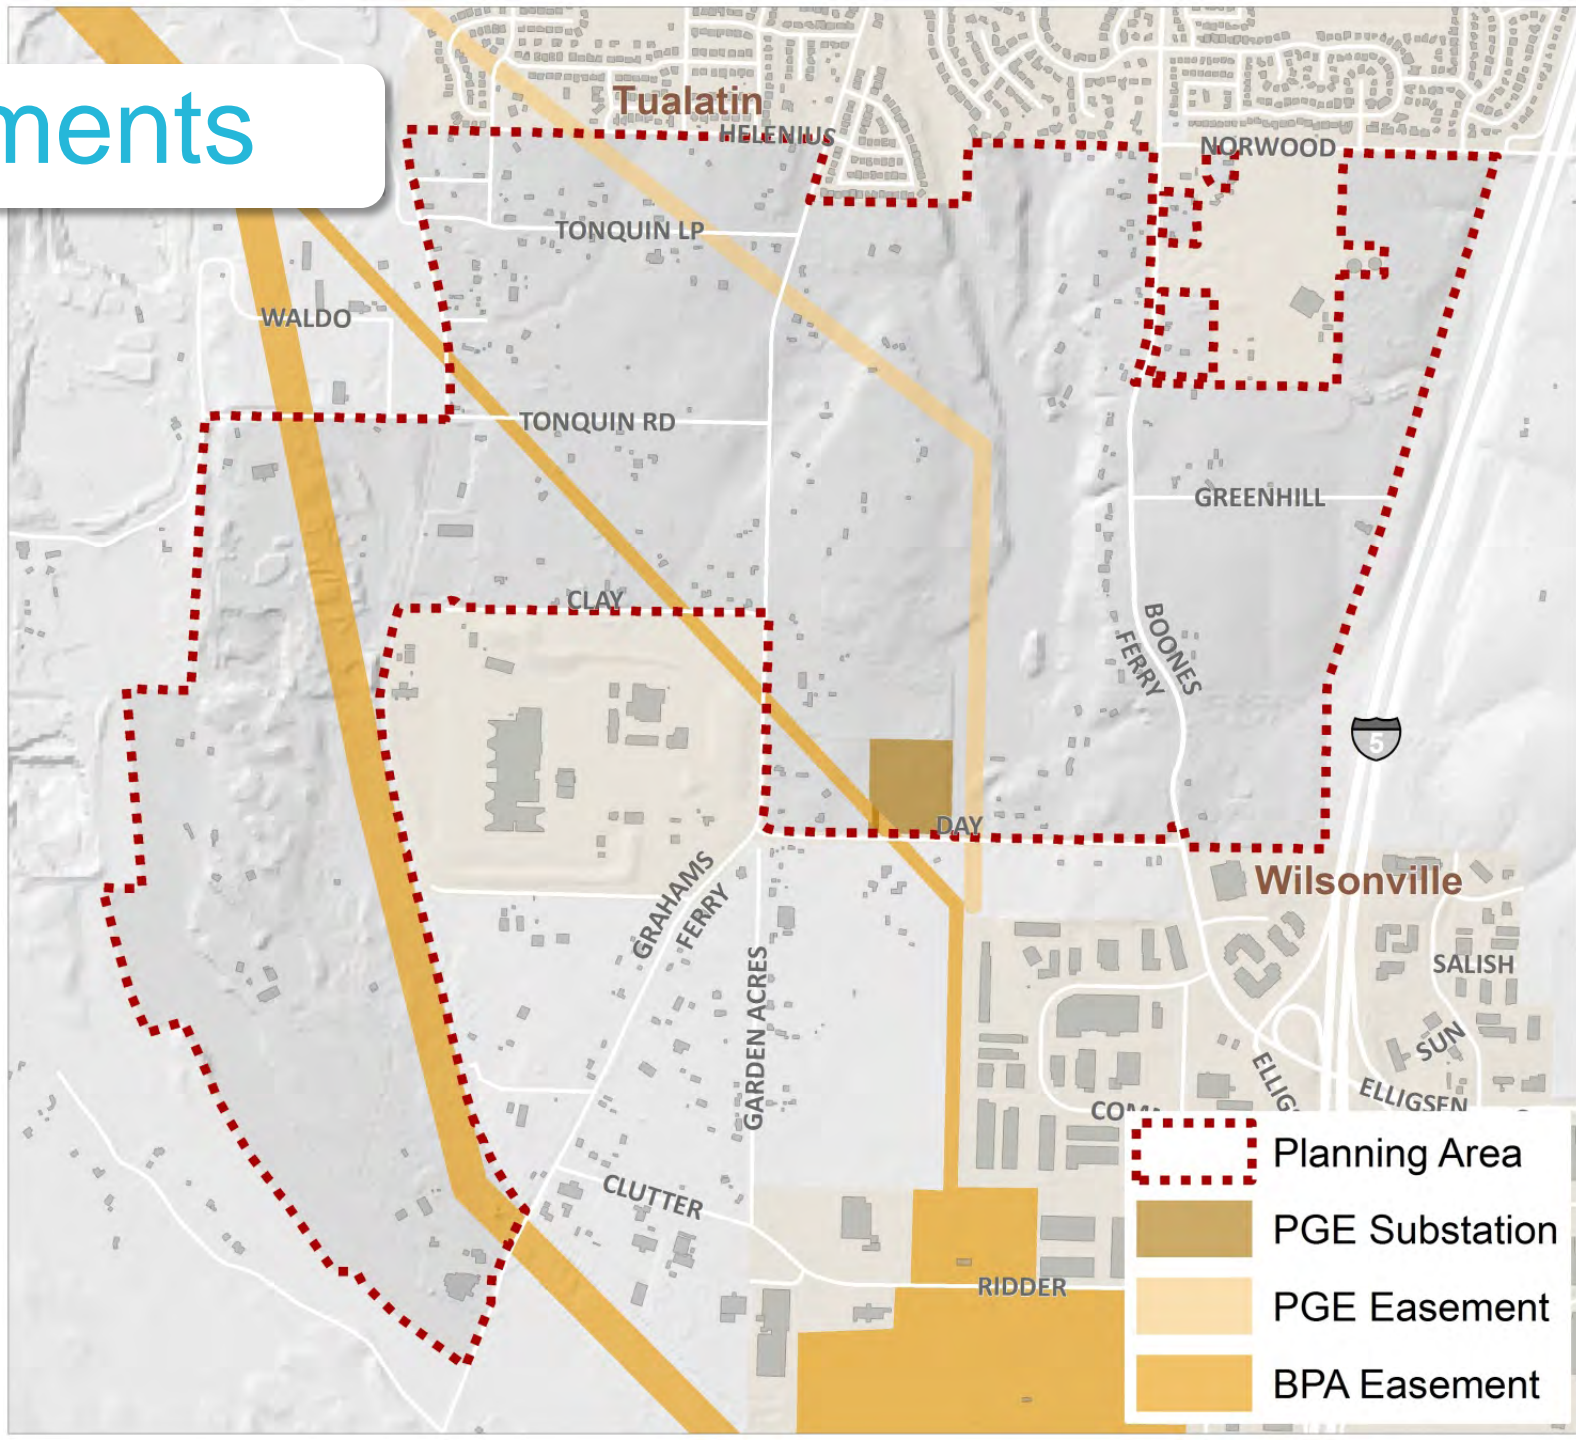 ments
Tualatin
HELENIUS
NORWOOD
TONQUIN LP
WALDO
TONQUIN RD
GREENHILL
CLAY
BOONES
FERRY
5
DAY
Wilsonville
GRAHAMS
FERRY
GARDEN ACRES
SALISH
SUN
ELLIGSEN
CLUTTER
RIDDER
Planning Area
PGE Substation
PGE Easement
BPA Easement